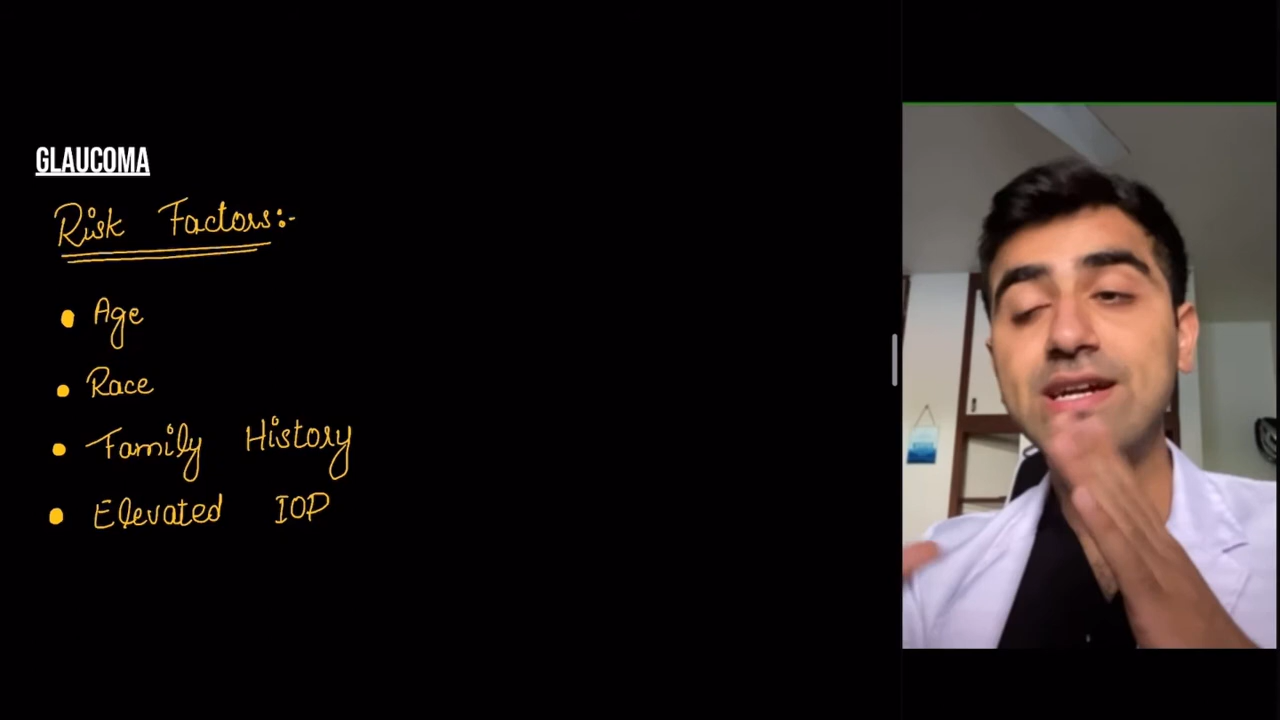 GLAUCOMA
Risk Factors:-
• Age
• Race
• Family History
• Elevated IOP